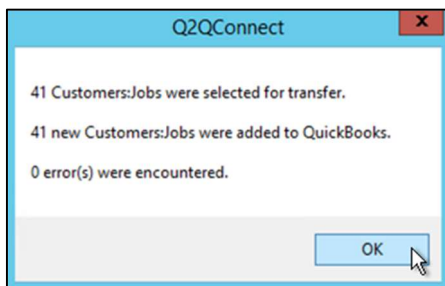 Q2QConnect
x
41 Customers:Jobs were selected for transfer.
41 new Customers:Jobs were added to QuickBooks.
0 error(s) were encountered.
OK